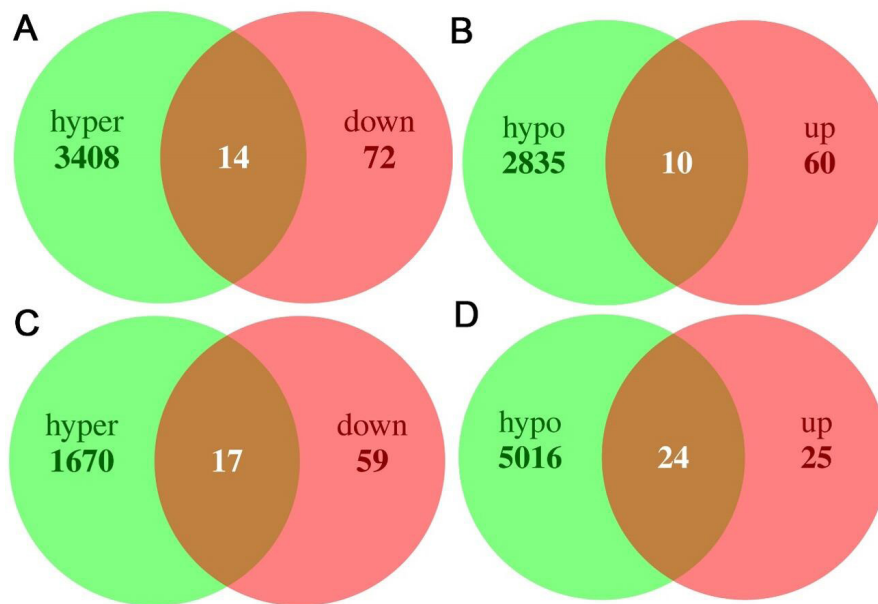 A
hyper
3408
14
down
72
B
hypo
2835
10
up
60
C
hyper
1670
17
down
59
D
hypo
5016
24
up
25